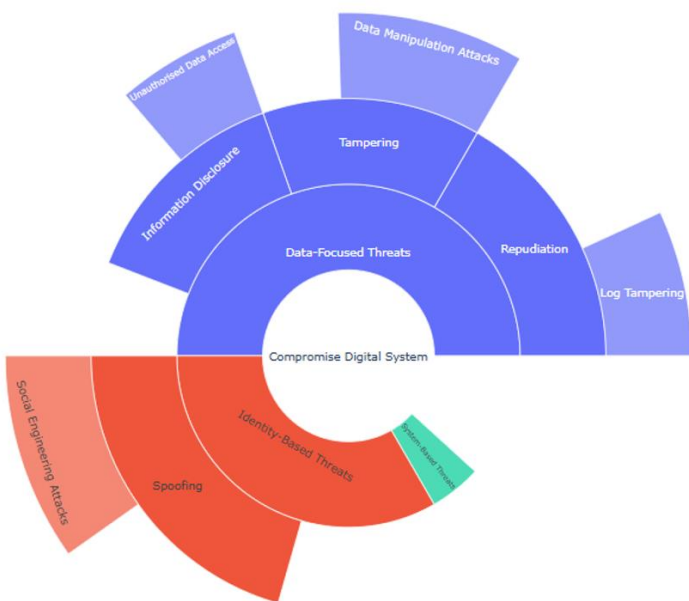 Data Manipulation Attacks
Unauthorised Data Access
Tampering
Information Disclosure
Repudiation
Data-Focused Threats
Log Tampering
Compromise Digital System
Identity-Based Threats
System-Based Threats
Social Engineering Attacks
Spoofing